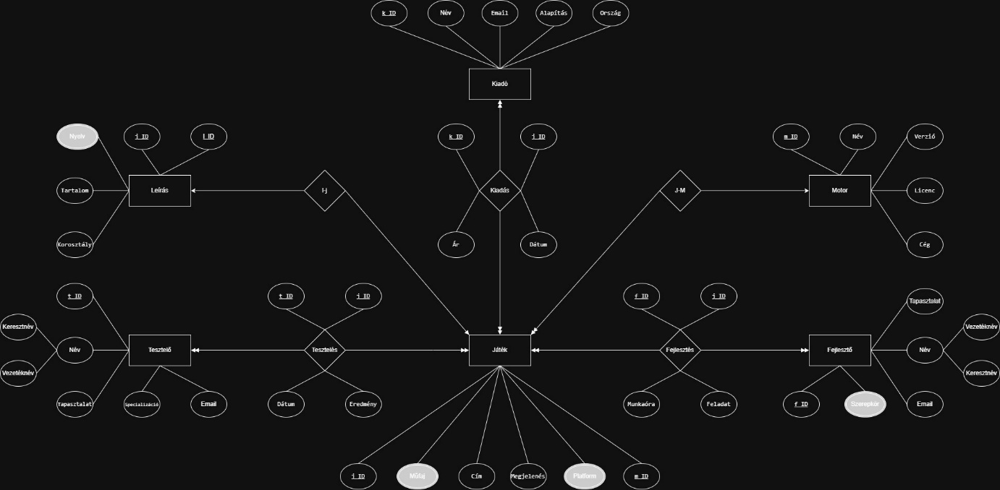 k_ID
Név
Email
Alapítás
Ország
Kiadó
Nyelv
j_ID
l_ID
k_ID
j_ID
m_ID
Név
Verzió
Tartalom
Leírás
l-j
Kiadás
J-M
Motor
Licenc
Korosztály
Ár
Dátum
Cég
t_ID
t_ID
j_ID
f_ID
j_ID
Tapasztalat
Keresztnév
Vezetéknév
Név
Tesztelő
Tesztelés
Játék
Fejlesztés
Fejlesztő
Név
Vezetéknév
Keresztnév
Tapasztalat
Specializáció
Email
Dátum
Eredmény
Munkaóra
Feladat
f_ID
Szerepkör
Email
j_ID
Műfaj
Cím
Megjelenés
Platform
m_ID